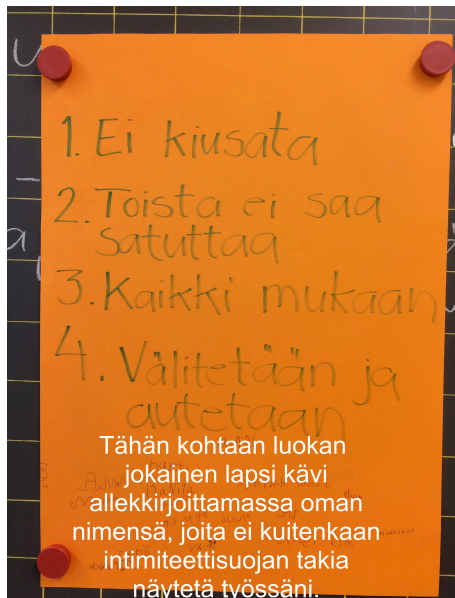 1. Ei kiusata
2. Toista ei saa
satuttaa
3. Kaikki mukaan
4. Välitetään ja
autetaan
Tähän kohtaan luokan
jokainen lapsi kävi
allekkirjoittamassa oman
nimensä, joita ei kuitenkaan
intimiteettisuojan takia
näytetä työssäni.